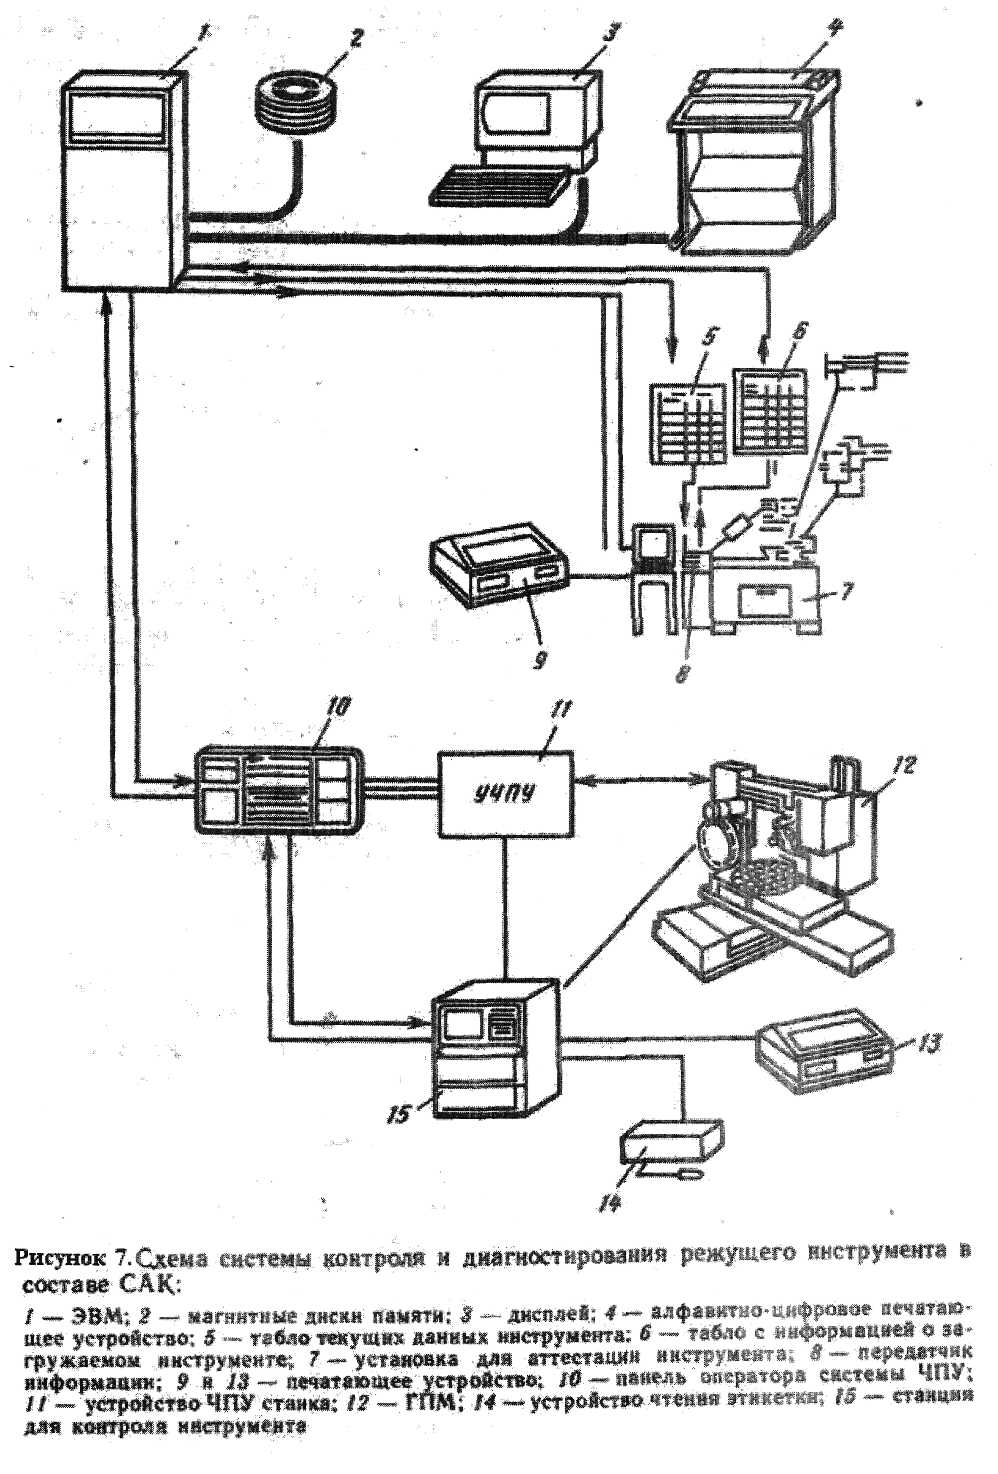 1
2
3
4
5
6
7
8
9
10
11
УЧПУ
12
13
14
15
Рисунок 7. Схема системы контроля и диагностирования режущего инструмента в
составе САК:
1 — ЭВМ; 2 — магнитные диски памяти; 3 — дисплей; 4 — алфавитно-цифровое печатаю-
щее устройство; 5 — табло текущих данных инструмента; 6 — табло с информацией о за-
гружаемом инструменте; 7 — установка для аттестации инструмента; 8 — передатчик
информации; 9 и 13 — печатающее устройство; 10 — панель оператора системы ЧПУ;
11 — устройство ЧПУ станка; 12 — ГПМ; 14 — устройство чтения этикетки; 15 — станция
для контроля инструмента